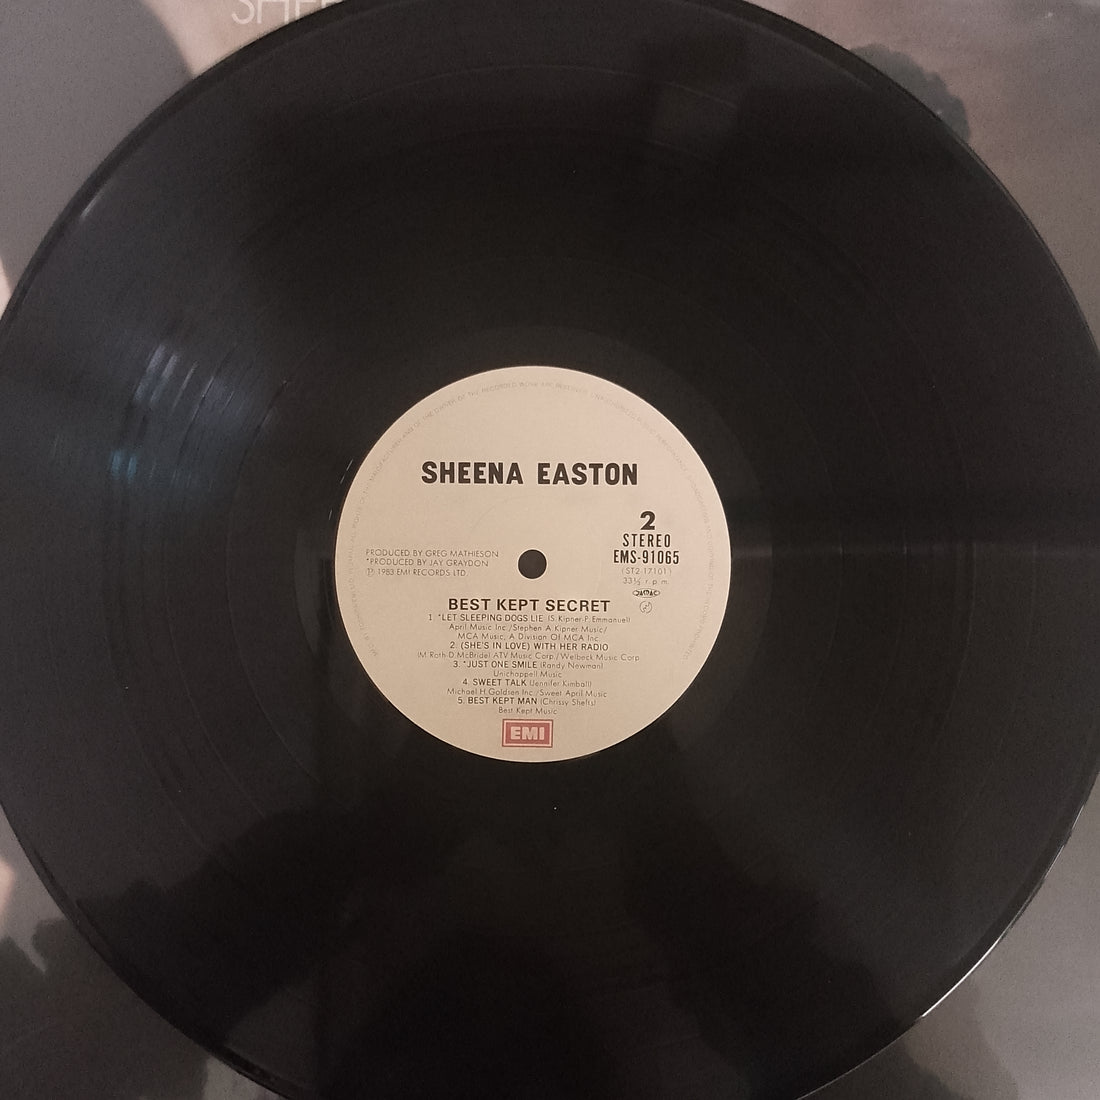 SHEE
SHEENA EASTON
2
STEREO
EMS-91065
(ST2-17101)
33⅓ r.p.m.
PRODUCED BY GREG MATHIESON
*PRODUCED BY JAY GRAYDON
Ⓟ 1983 EMI RECORDS LTD.
BEST KEPT SECRET
1. *LET SLEEPING DOGS LIE (S. Kipner-P. Emmanuel)
April Music Inc./Stephen A Kipner Music/
MCA Music, A Division Of MCA Inc.
2. (SHE'S IN LOVE) WITH HER RADIO
(M. Roth D. McBride) ATV Music Corp./Welbeck Music Corp.
3. *JUST ONE SMILE (Randy Newman)
Unichappell Music
4. SWEET TALK (Jennifer Kimball)
Michael H. Goldsen Inc./Sweet April Music
5. BEST KEPT MAN (Chrissy Shefts)
Best Kept Music
EMI